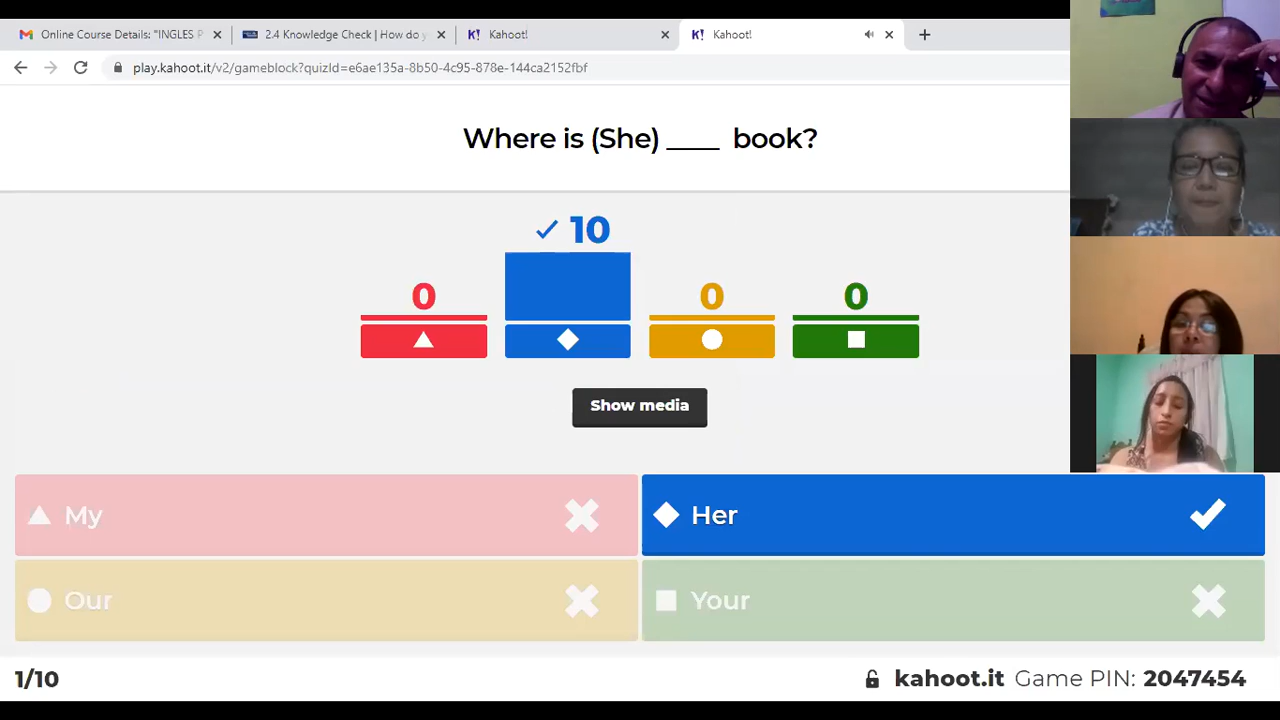 Online Course Details: "INGLES P
2.4 Knowledge Check | How do y
K! Kahoot!
K! Kahoot!
play.kahoot.it/v2/gameblock?quizId=e6ae135a-8b50-4c95-878e-144ca2152fbf
Where is (She) ____ book?
0
10
0
0
Show media
My
Her
Our
Your
1/10
kahoot.it Game PIN: 2047454